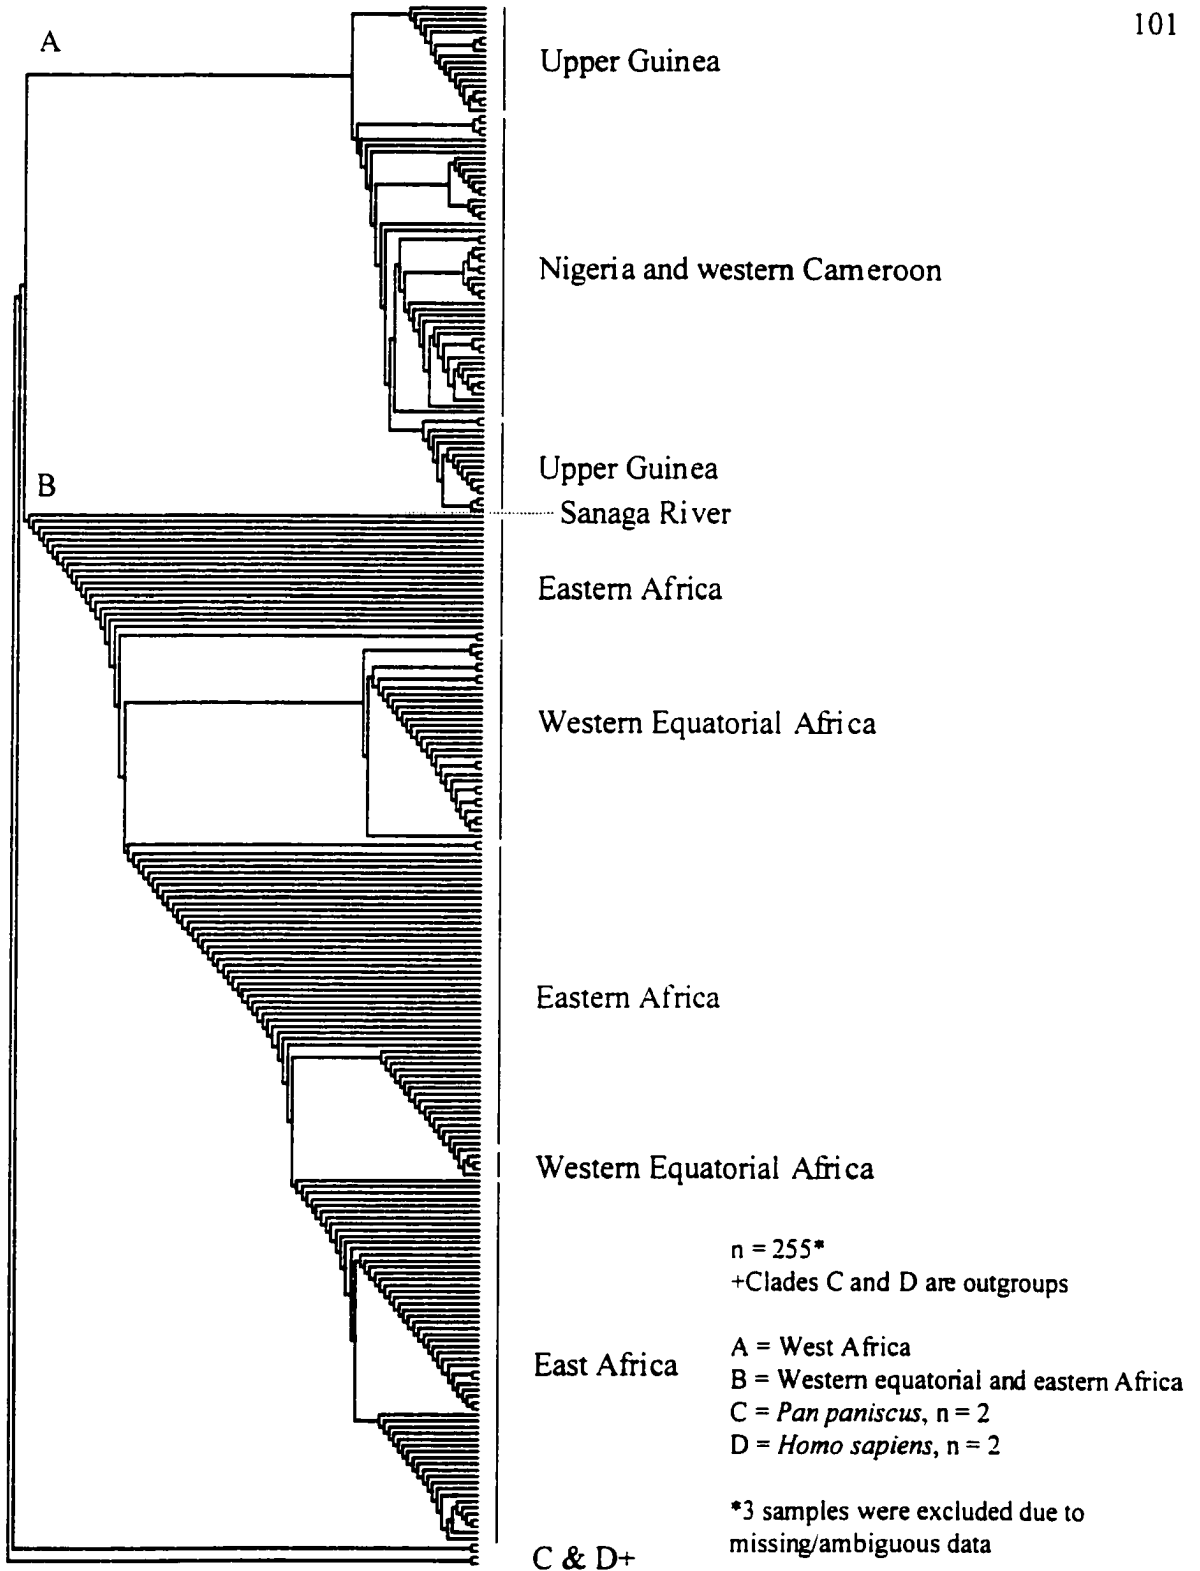 101
A
Upper Guinea
Nigeria and western Cameroon
Upper Guinea
B
Sanaga River
Eastern Africa
Western Equatorial Africa
Eastern Africa
Western Equatorial Africa
n = 255*
+Clades C and D are outgroups
East Africa
A = West Africa
B = Western equatorial and eastern Africa
C = Pan paniscus, n = 2
D = Homo sapiens, n = 2
*3 samples were excluded due to
missing/ambiguous data
C & D+